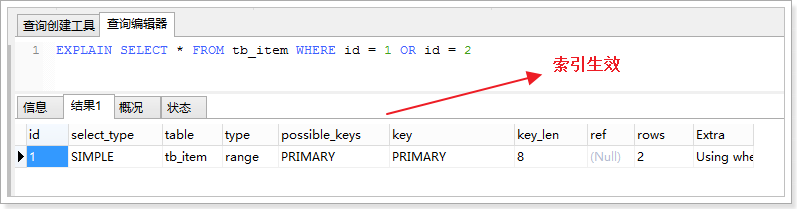 查询创建工具 查询编辑器
1 EXPLAIN SELECT * FROM tb_item WHERE id = 1 OR id = 2
索引生效
信息 结果1 概况 状态
id select_type table type possible_keys key key_len ref rows Extra
1 SIMPLE tb_item range PRIMARY PRIMARY 8 (Null) 2 Using whe